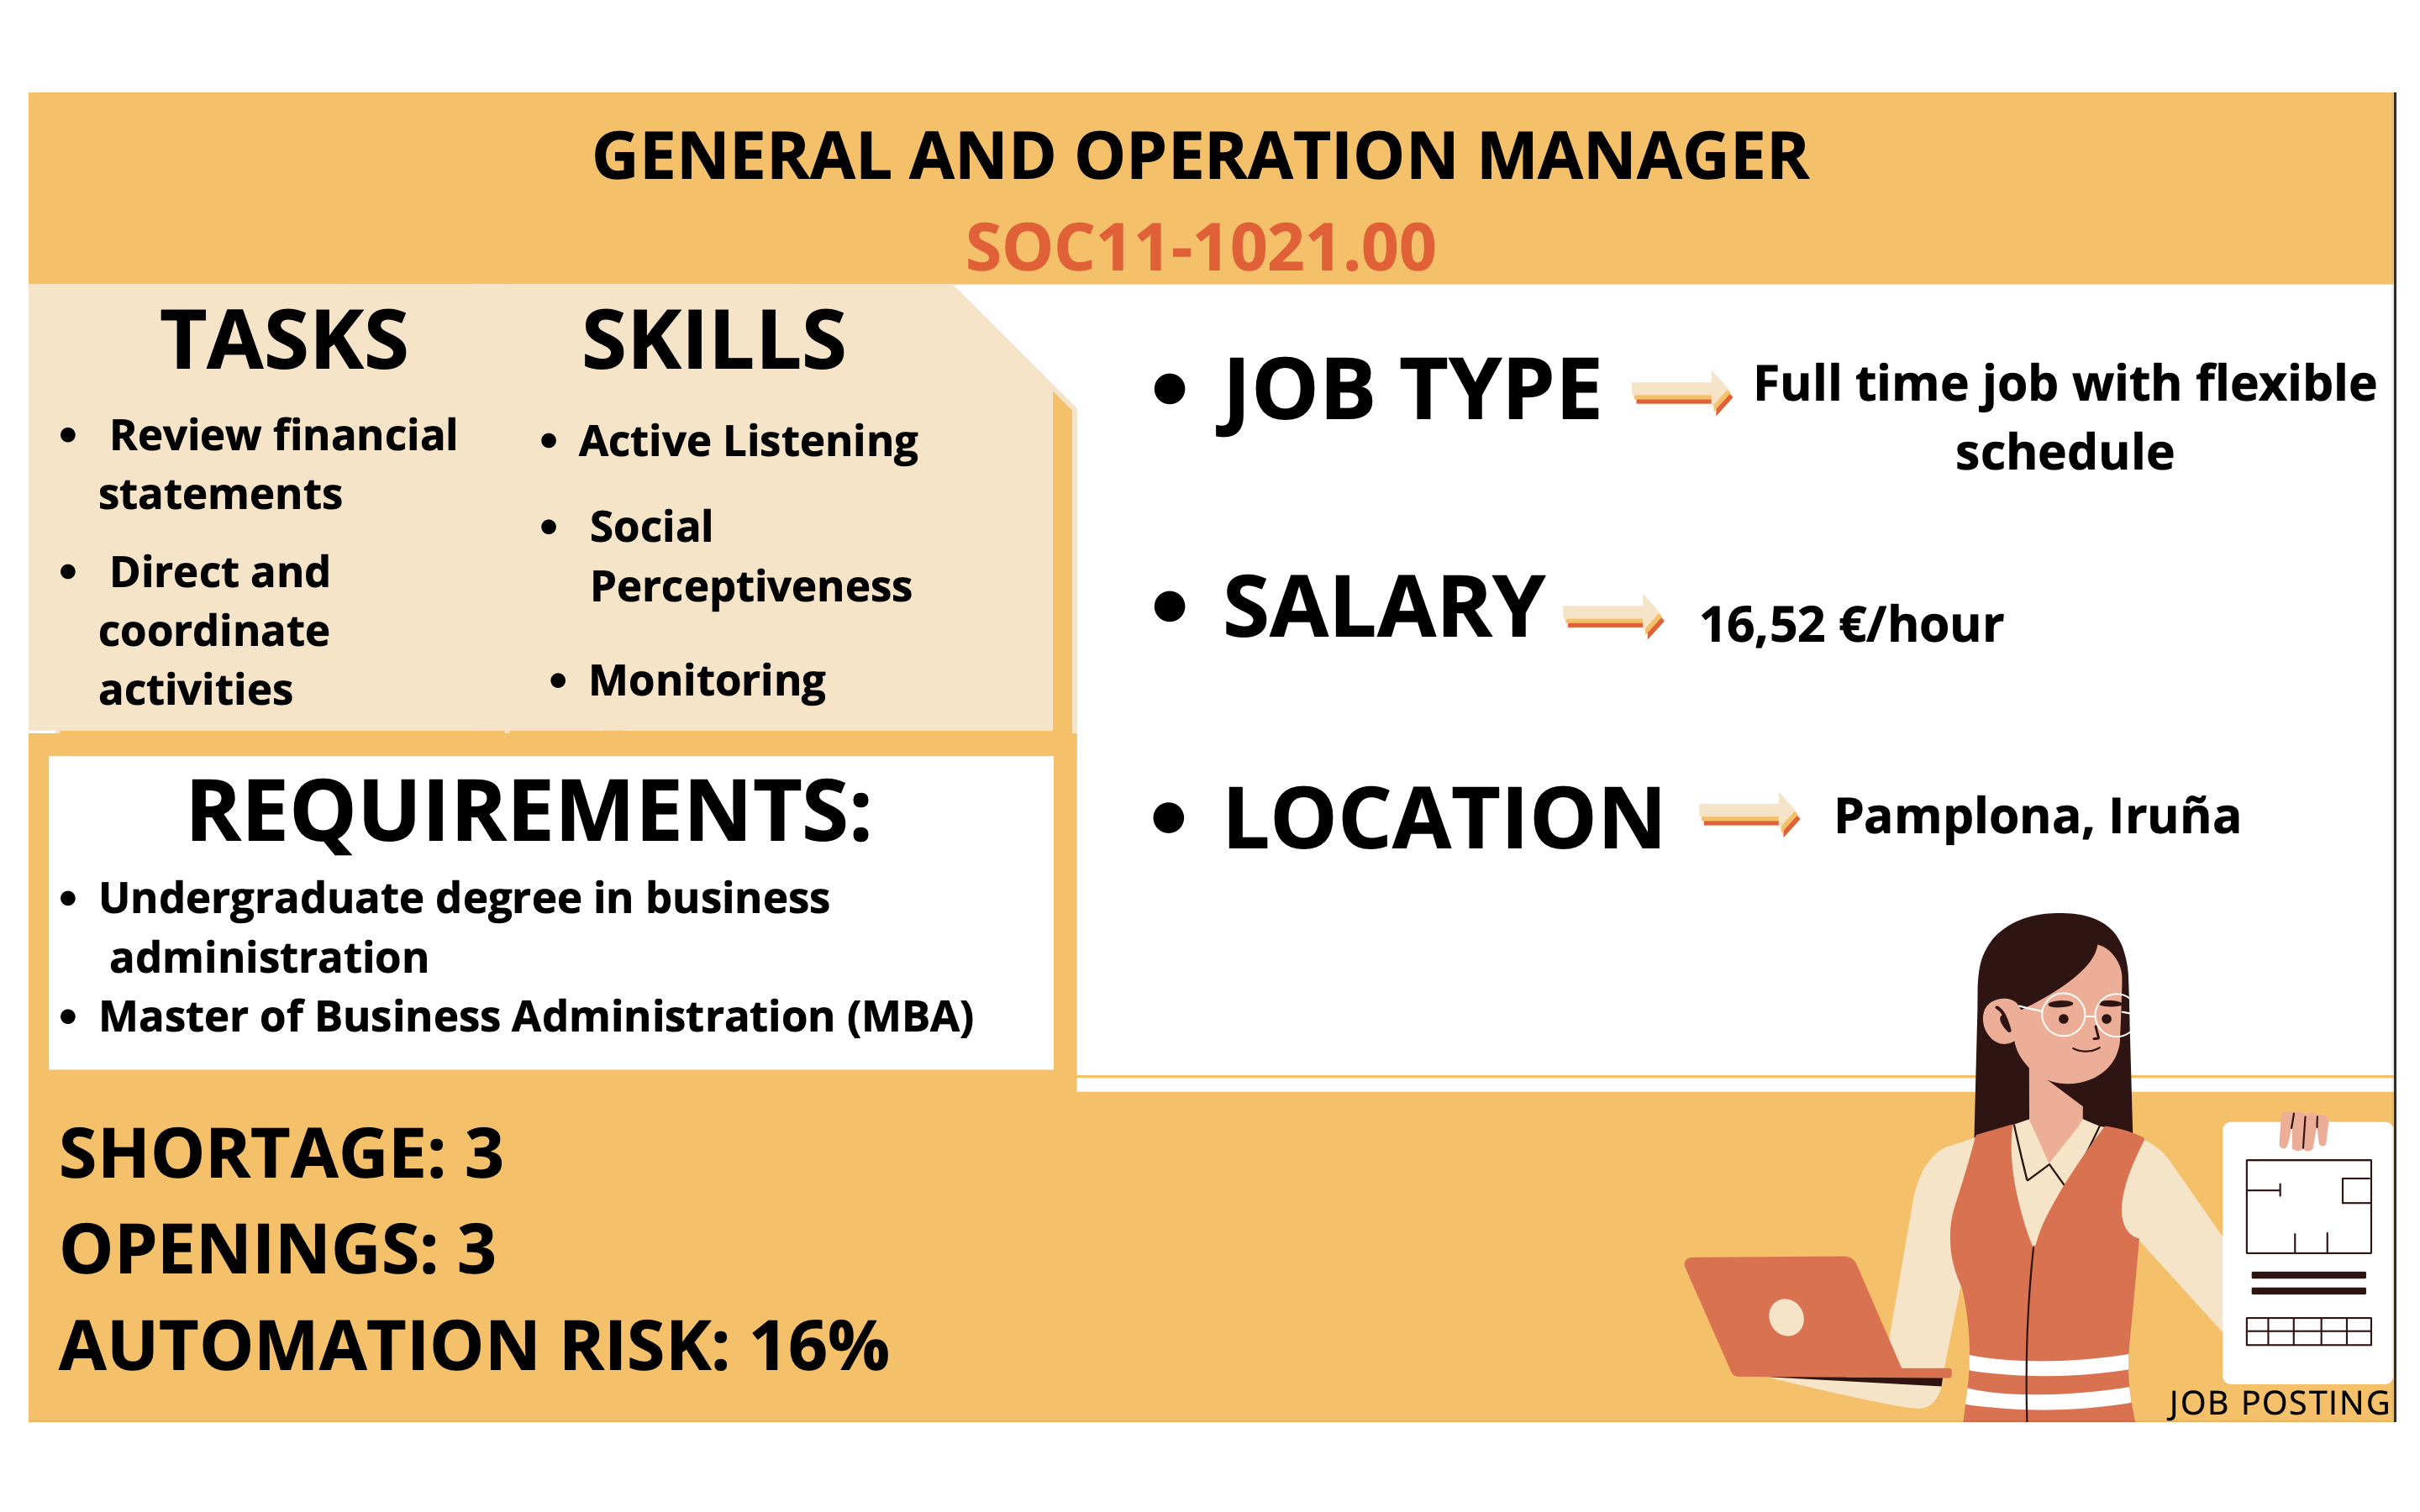 GENERAL AND OPERATION MANAGER
SOC11-1021.00
TASKS
• Review financial
statements
• Direct and
coordinate
activities
SKILLS
• Active Listening
• Social
Perceptiveness
• Monitoring
REQUIREMENTS:
• Undergraduate degree in business
administration
• Master of Business Administration (MBA)
SHORTAGE: 3
OPENINGS: 3
AUTOMATION RISK: 16%
• JOB TYPE
Full time job with flexible
schedule
• SALARY
16,52 €/hour
• LOCATION
Pamplona, Iruña
JOB POSTING